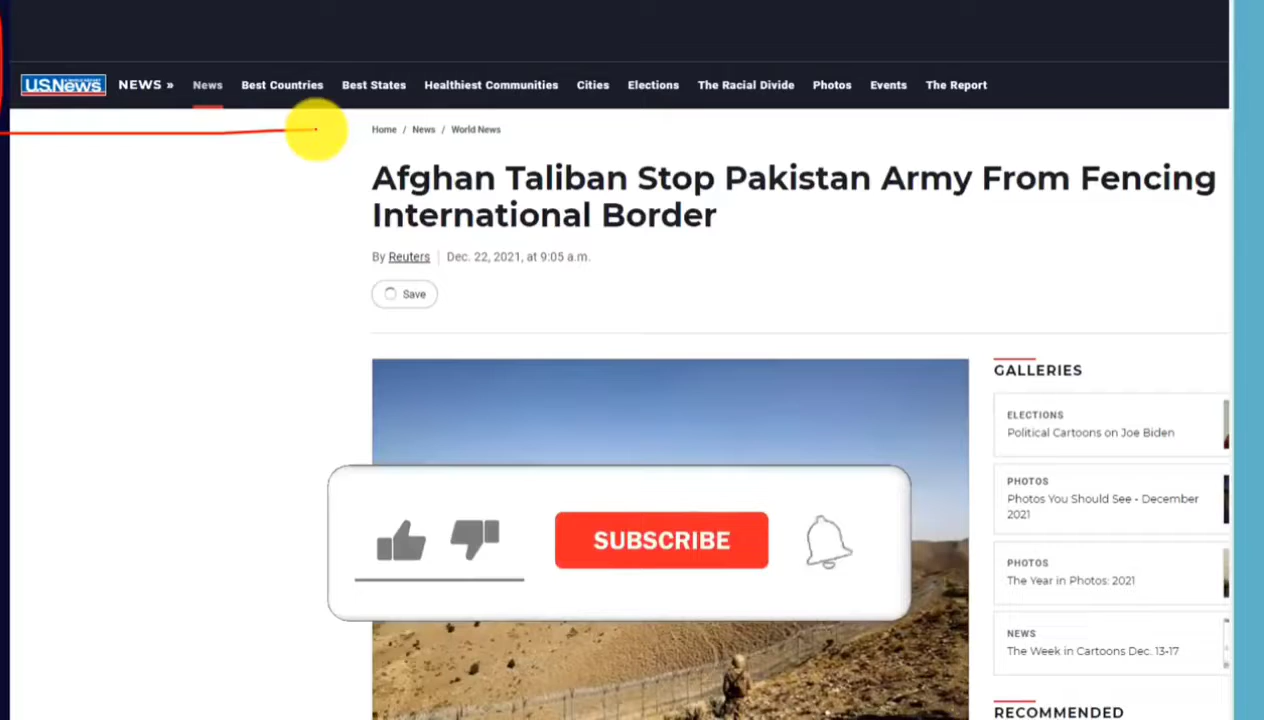 U.S.News
NEWS »
News
Best Countries
Best States
Healthiest Communities
Cities
Elections
The Racial Divide
Photos
Events
The Report
Home / News / World News
Afghan Taliban Stop Pakistan Army From Fencing
International Border
By Reuters
Dec. 22, 2021, at 9:05 a.m.
Save
GALLERIES
ELECTIONS
Political Cartoons on Joe Biden
PHOTOS
Photos You Should See - December
2021
PHOTOS
The Year in Photos: 2021
NEWS
The Week in Cartoons Dec. 13-17
RECOMMENDED
SUBSCRIBE